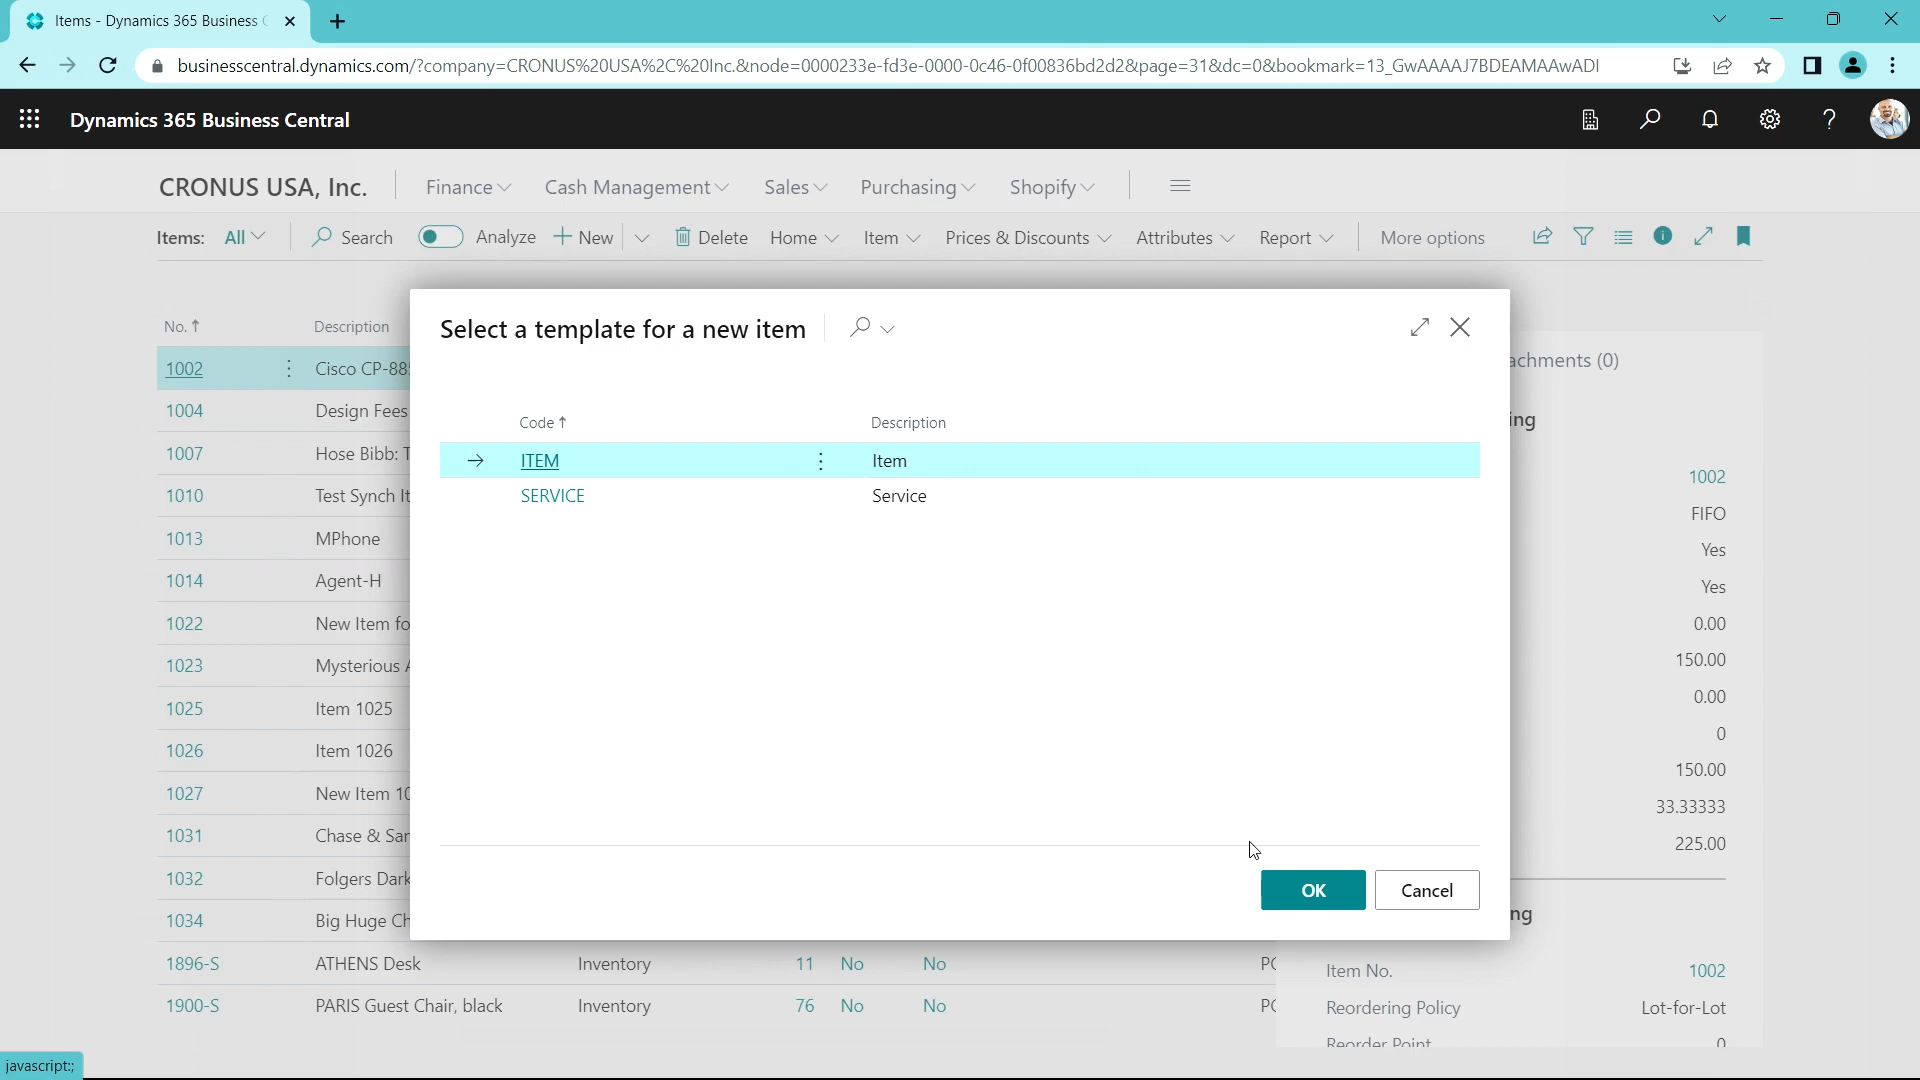 Items - Dynamics 365 Business C
businesscentral.dynamics.com/?company=CRONUS%20USA%2C%20Inc.&node=0000233e-fd3e-0000-0c46-0f00836bd2d2&page=31&dc=0&bookmark=13_GwAAAAJ7BDEAMAAwADI
Dynamics 365 Business Central
CRONUS USA, Inc. Finance Cash Management Sales Purchasing Shopify
Items: All Search Analyze New Delete Home Item Prices & Discounts Attributes Report More options
No. ↑ Description
1002 Cisco CP-88
1004 Design Fees
1007 Hose Bibb:
1010 Test Synch It
1013 MPhone
1014 Agent-H
1022 New Item fo
1023 Mysterious
1025 Item 1025
1026 Item 1026
1027 New Item 10
1031 Chase & San
1032 Folgers Dark
1034 Big Huge Ch
1896-S ATHENS Desk Inventory 11 No No PC
1900-S PARIS Guest Chair, black Inventory 76 No No PC
Select a template for a new item
Code ↑ Description
ITEM Item
SERVICE Service
OK Cancel
achments (0)
ing
1002
FIFO
Yes
Yes
0.00
150.00
0.00
0
150.00
33.33333
225.00
ng
Item No. 1002
Reordering Policy Lot-for-Lot
Reorder Point 0
javascript:;